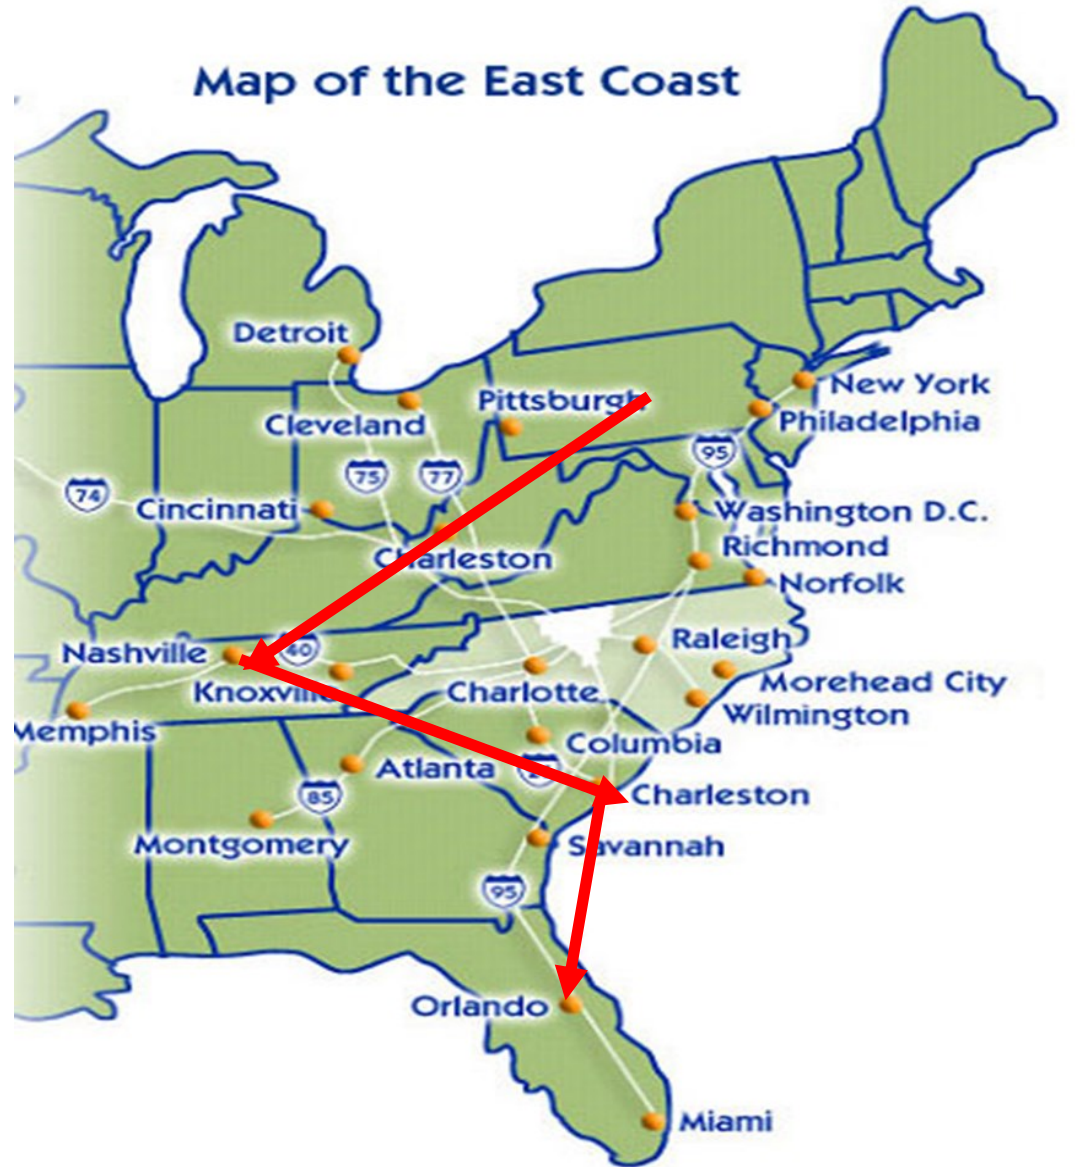 Map of the East Coast
Detroit
New York
Pittsburgh
Cleveland
Philadelphia
95
75
77
74
Cincinnati
Washington D.C.
Richmond
Charleston
Norfolk
Raleigh
Nashville
40
Knoxville
Charlotte
Morehead City
Wilmington
Memphis
Columbia
Atlanta
85
Charleston
Montgomery
Savannah
95
Orlando
Miami